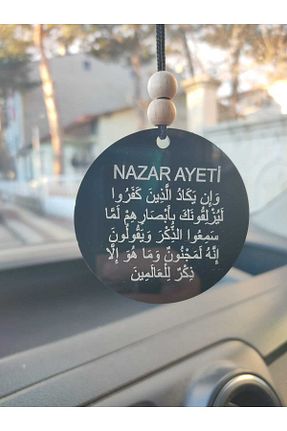 NAZAR AYETİ
وَإِن يَكَادُ الَّذِينَ كَفَرُوا
لَيُزْلِقُونَكَ بِأَبْصَارِهِمْ لَمَّا
سَمِعُوا الذِّكْرَ وَيَقُولُونَ
إِنَّهُ لَمَجْنُونٌ وَمَا هُوَ إِلَّا
ذِكْرٌ لِلْعَالَمِينَ